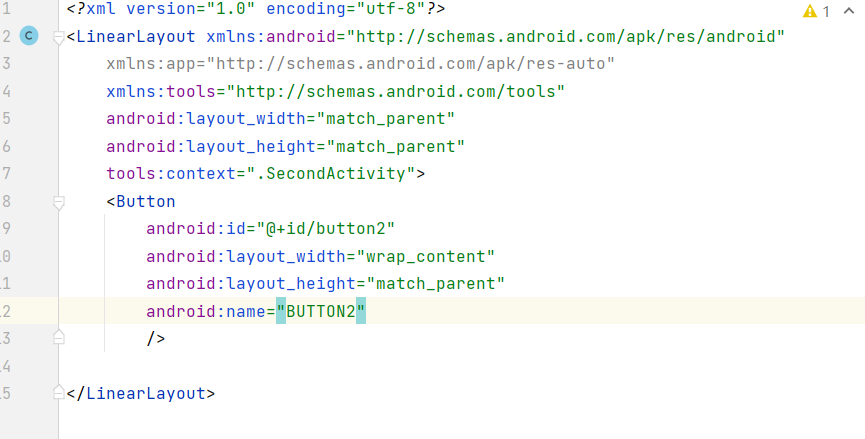 1 <?xml version="1.0" encoding="utf-8"?> 1
2 C <LinearLayout xmlns:android="http://schemas.android.com/apk/res/android"
3 xmlns:app="http://schemas.android.com/apk/res-auto"
4 xmlns:tools="http://schemas.android.com/tools"
5 android:layout_width="match_parent"
6 android:layout_height="match_parent"
7 tools:context=".SecondActivity">
8 <Button
9 android:id="@+id/button2"
0 android:layout_width="wrap_content"
1 android:layout_height="match_parent"
2 android:name="BUTTON2"
3 />
4
5 </LinearLayout>